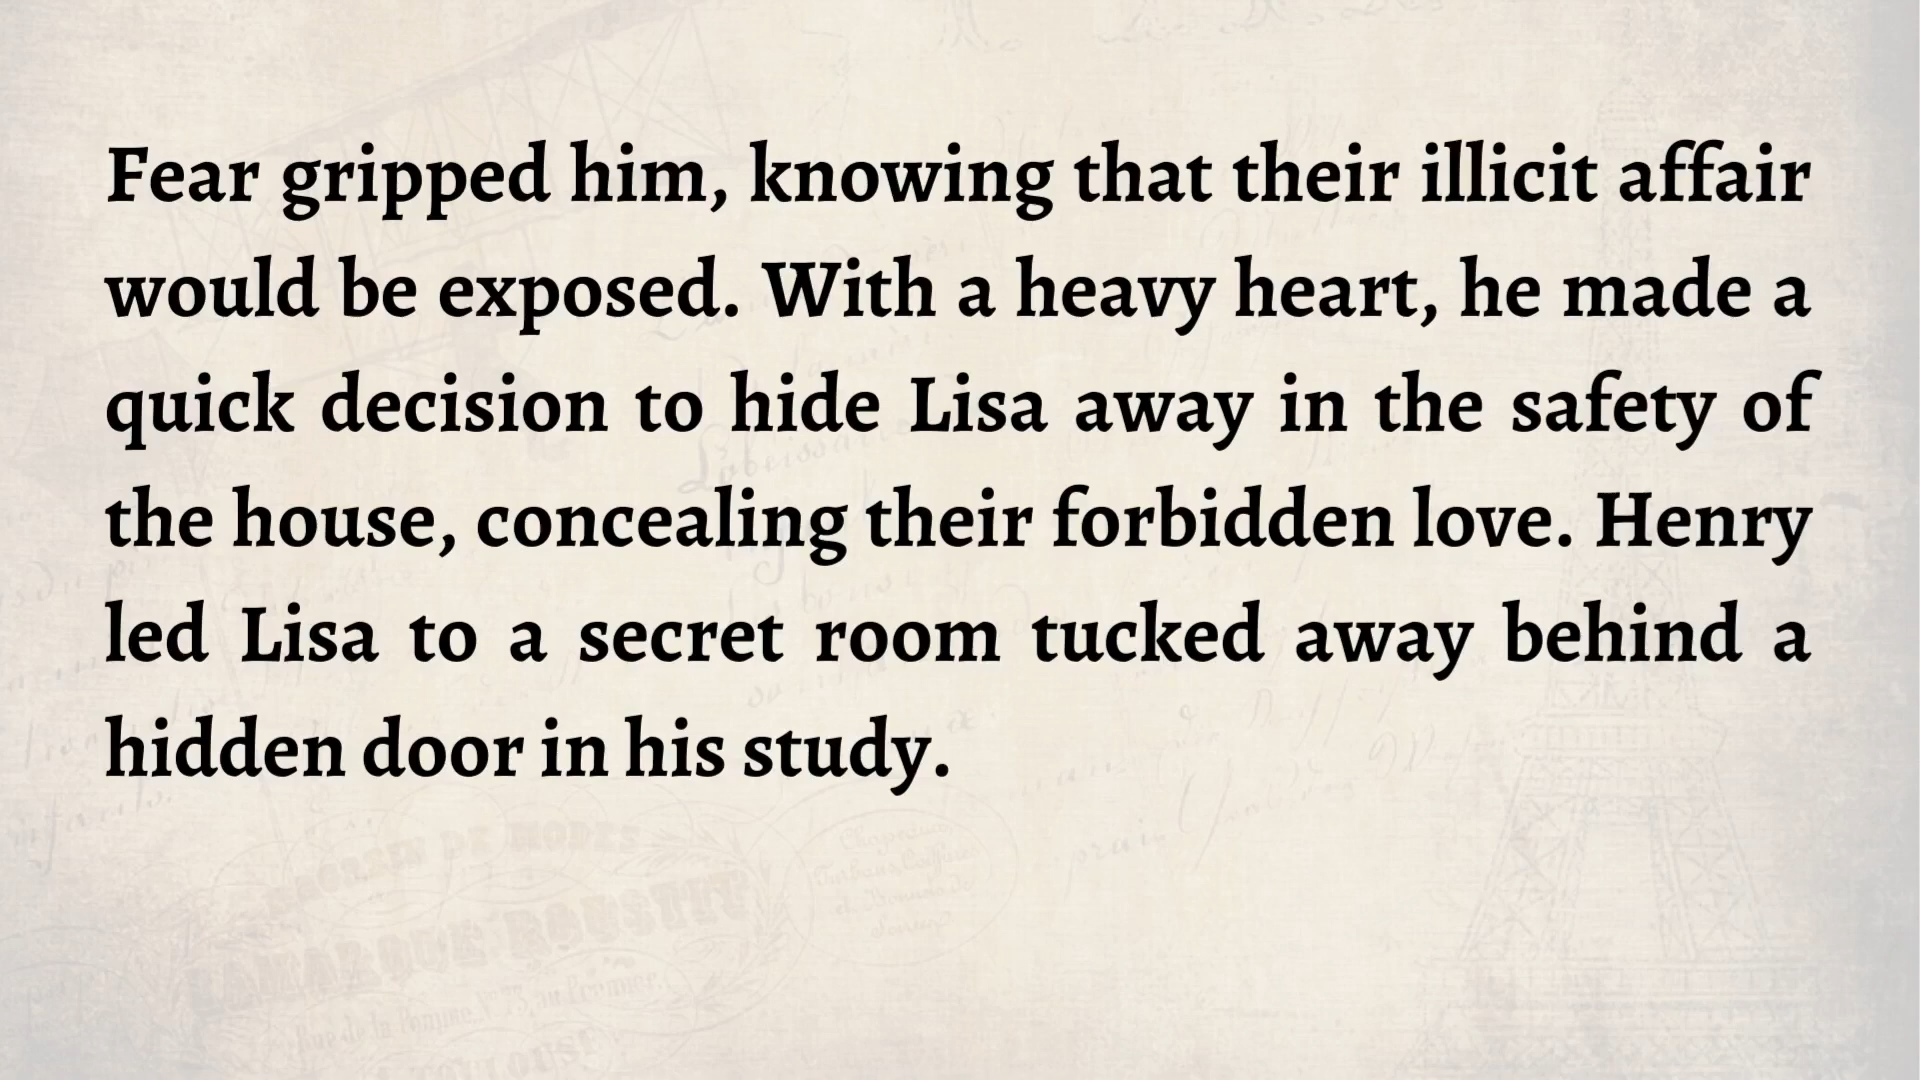 Fear gripped him, knowing that their illicit affair
would be exposed. With a heavy heart, he made a
quick decision to hide Lisa away in the safety of
the house, concealing their forbidden love. Henry
led Lisa to a secret room tucked away behind a
hidden door in his study.